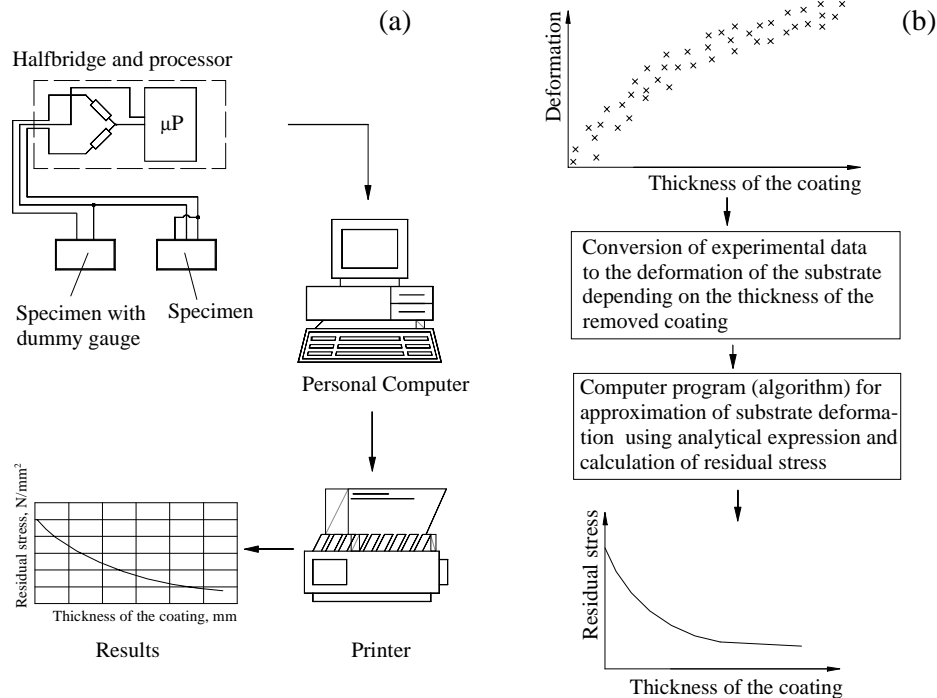 (a)
Halfbridge and processor
μP
Specimen with
dummy gauge
Specimen
Personal Computer
Residual stress, N/mm²
Thickness of the coating, mm
Results
Printer
(b)
Deformation
Thickness of the coating
Conversion of experimental data
to the deformation of the substrate
depending on the thickness of the
removed coating
Computer program (algorithm) for
approximation of substrate deforma-
tion using analytical expression and
calculation of residual stress
Residual stress
Thickness of the coating